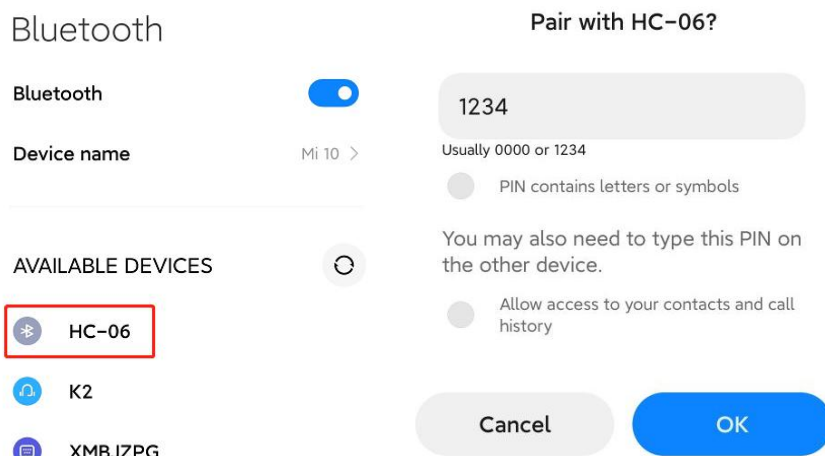 Bluetooth
Bluetooth
Device name Mi 10 >
AVAILABLE DEVICES
HC-06
K2
XMBJZPG
Pair with HC-06?
1234
Usually 0000 or 1234
PIN contains letters or symbols
You may also need to type this PIN on
the other device.
Allow access to your contacts and call
history
Cancel
OK